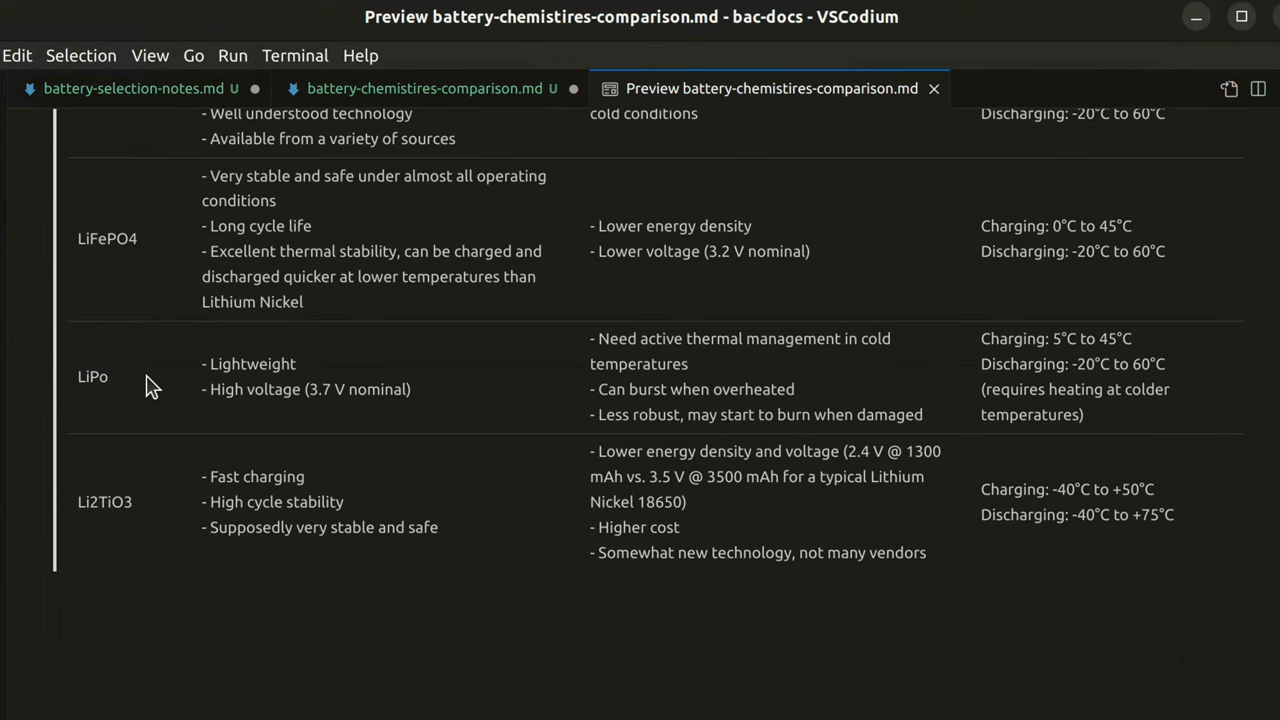 Preview battery-chemistires-comparison.md - bac-docs - VSCodium
Edit Selection View Go Run Terminal Help
battery-selection-notes.md U battery-chemistires-comparison.md U Preview battery-chemistires-comparison.md
- Well understood technology
- Available from a variety of sources
cold conditions
Discharging: -20°C to 60°C
LiFePO4
- Very stable and safe under almost all operating
conditions
- Long cycle life
- Excellent thermal stability, can be charged and
discharged quicker at lower temperatures than
Lithium Nickel
- Lower energy density
- Lower voltage (3.2 V nominal)
Charging: 0°C to 45°C
Discharging: -20°C to 60°C
LiPo
- Lightweight
- High voltage (3.7 V nominal)
- Need active thermal management in cold
temperatures
- Can burst when overheated
- Less robust, may start to burn when damaged
Charging: 5°C to 45°C
Discharging: -20°C to 60°C
(requires heating at colder
temperatures)
Li2TiO3
- Fast charging
- High cycle stability
- Supposedly very stable and safe
- Lower energy density and voltage (2.4 V @ 1300
mAh vs. 3.5 V @ 3500 mAh for a typical Lithium
Nickel 18650)
- Higher cost
- Somewhat new technology, not many vendors
Charging: -40°C to +50°C
Discharging: -40°C to +75°C